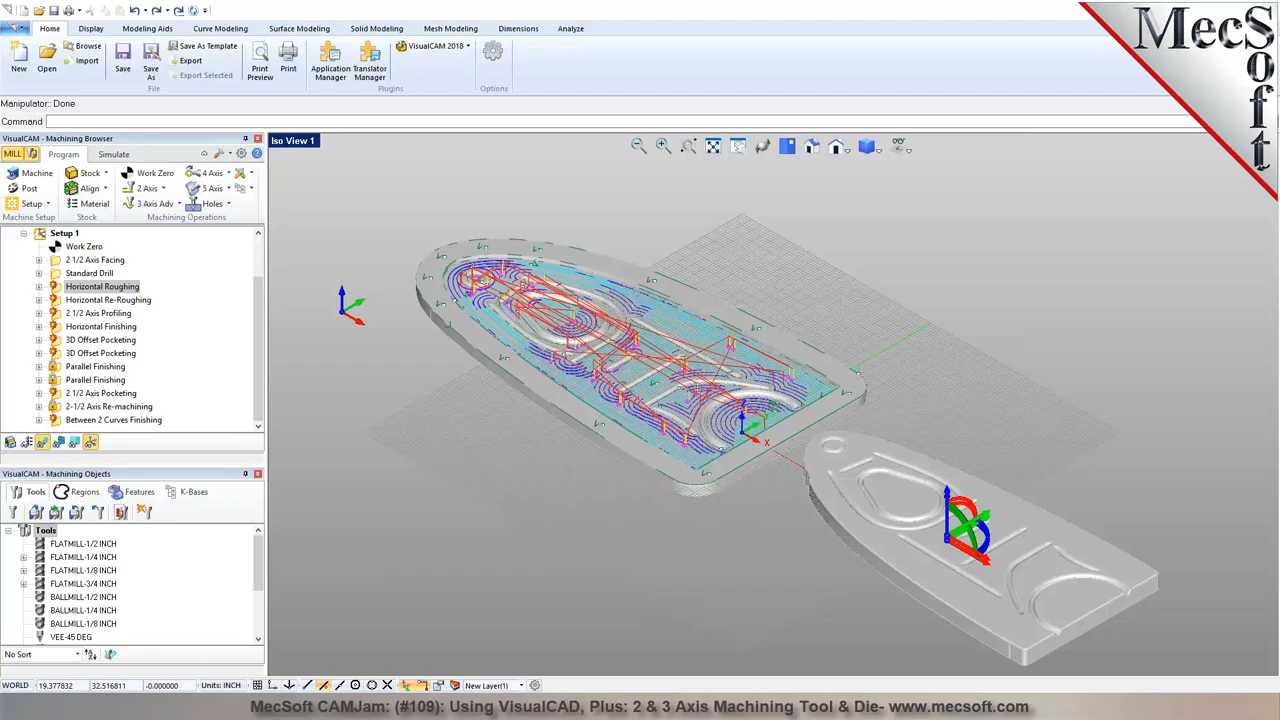 Home Display Modeling Aids Curve Modeling Surface Modeling Solid Modeling Mesh Modeling Dimensions Analyze
New
Open
Browse
Import
Save
Save
As
Save As Template
Export
Export Selected
Print
Preview
Print
Application
Manager
Translator
Manager
VisualCAM 2018
File
Plugins
Options
MecSoft
Manipulator:: Done
Command
VisualCAM - Machining Browser
Iso View 1
MILL Program Simulate
Machine Stock Work Zero 4 Axis
Post Align 2 Axis 5 Axis
Setup Material 3 Axis Adv Holes
Machine Setup Stock Machining Operations
Setup 1
Work Zero
2 1/2 Axis Facing
Standard Drill
Horizontal Roughing
Horizontal Re-Roughing
2 1/2 Axis Profiling
Horizontal Finishing
3D Offset Pocketing
3D Offset Pocketing
Parallel Finishing
Parallel Finishing
2 1/2 Axis Pocketing
2-1/2 Axis Re-machining
Between 2 Curves Finishing
X
VisualCAM - Machining Objects
Tools Regions Features K-Bases
Tools
FLATMILL-1/2 INCH
FLATMILL-1/4 INCH
FLATMILL-1/8 INCH
FLATMILL-3/4 INCH
BALLMILL-1/2 INCH
BALLMILL-1/4 INCH
BALLMILL-1/8 INCH
VEE-45 DEG
No Sort
WORLD 19.377832 32.516811 -0.000000 Units: INCH New Layer(1)
MecSoft CAMJam: (#109): Using VisualCAD, Plus: 2 & 3 Axis Machining Tool & Die- www.mecsoft.com